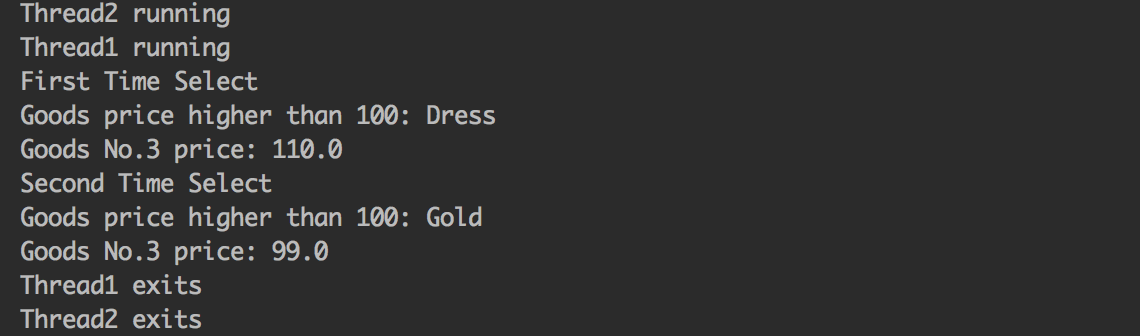 Thread2 running
Thread1 running
First Time Select
Goods price higher than 100: Dress
Goods No.3 price: 110.0
Second Time Select
Goods price higher than 100: Gold
Goods No.3 price: 99.0
Thread1 exits
Thread2 exits